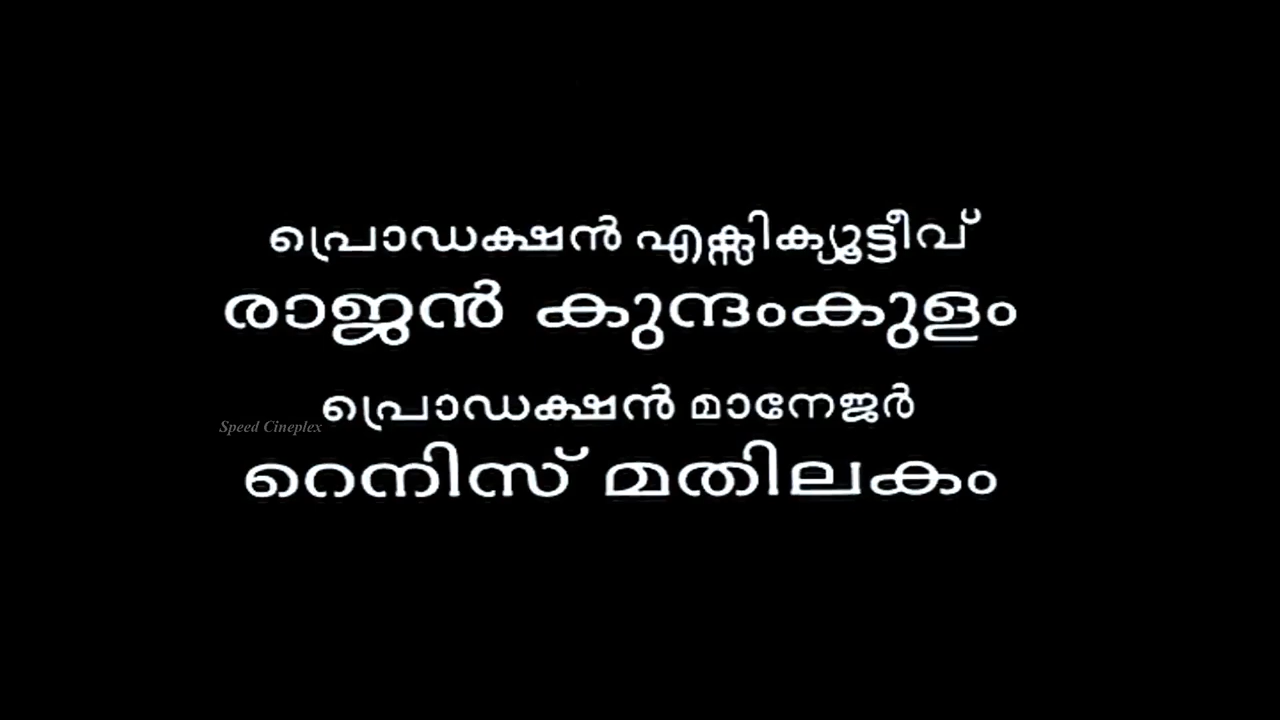 പ്രൊഡക്ഷൻ എക്സിക്യൂട്ടീവ്
രാജൻ കുന്ദംകുളം
പ്രൊഡക്ഷൻ മാനേജർ
Speed Cineplex
റെനിസ് മതിലകം